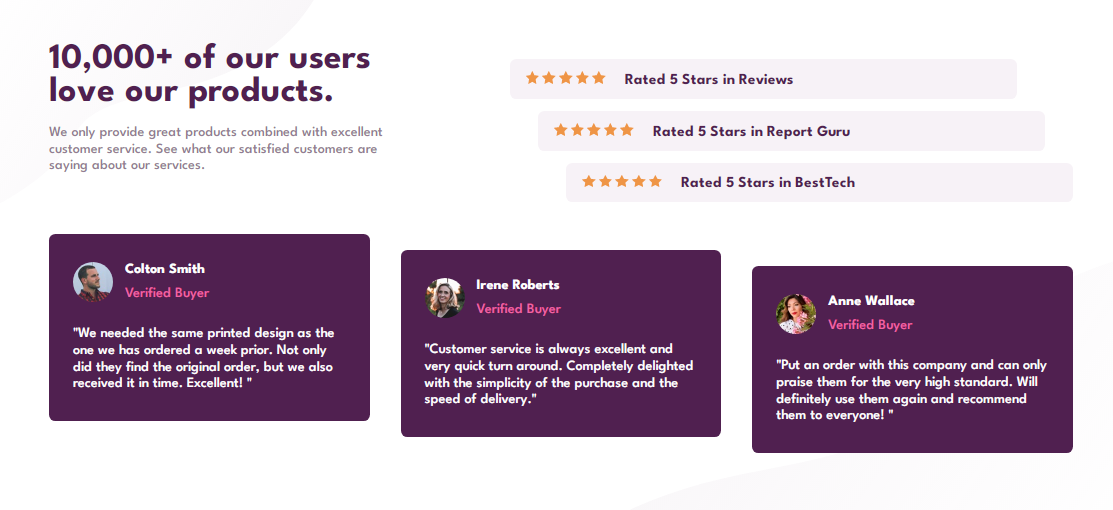 10,000+ of our users
love our products.
We only provide great products combined with excellent
customer service. See what our satisfied customers are
saying about our services.
Rated 5 Stars in Reviews
Rated 5 Stars in Report Guru
Rated 5 Stars in BestTech
Colton Smith
Verified Buyer
"We needed the same printed design as the
one we has ordered a week prior. Not only
did they find the original order, but we also
received it in time. Excellent! "
Irene Roberts
Verified Buyer
"Customer service is always excellent and
very quick turn around. Completely delighted
with the simplicity of the purchase and the
speed of delivery."
Anne Wallace
Verified Buyer
"Put an order with this company and can only
praise them for the very high standard. Will
definitely use them again and recommend
them to everyone! "